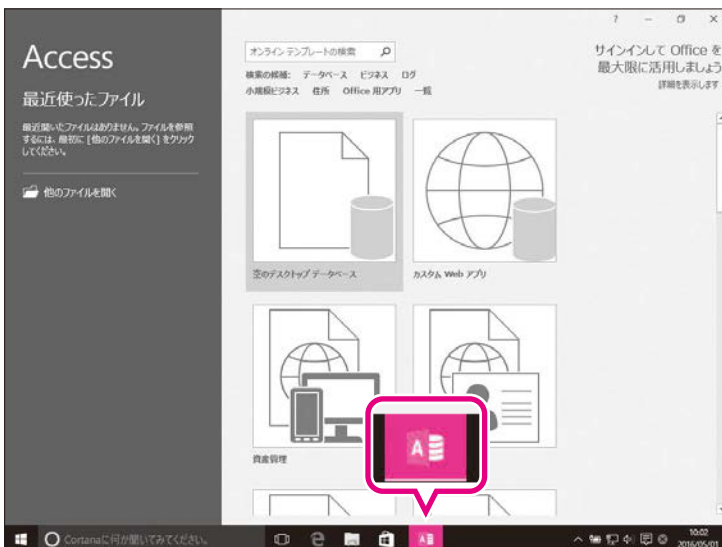 Access
最近使ったファイル
最近開いたファイルはありません。ファイルを参照
するには、最初に [他のファイルを開く] をクリック
してください。
他のファイルを開く
オンライン テンプレートの検索
検索の候補: データベース ビジネス ログ
小規模ビジネス 住所 Office 用アプリ 一覧
? － ×
サインインして Office を
最大限に活用しましょう
詳細を表示します
空のデスクトップ データベース
カスタム Web アプリ
資産管理
A
Cortanaに何か聞いてみてください。
A
10:02
2016/05/01